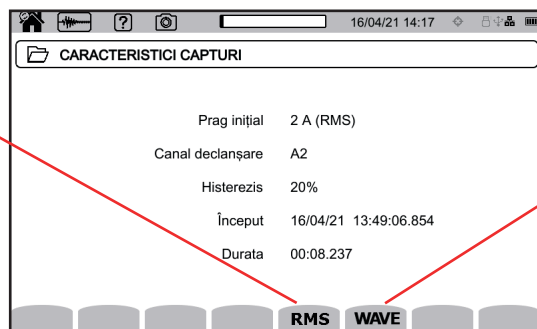 ?
16/04/21 14:17
CARACTERISTICI CAPTURI
Prag inițial 2 A (RMS)
Canal declanșare A2
Histerezis 20%
Început 16/04/21 13:49:06.854
Durata 00:08.237
RMS WAVE